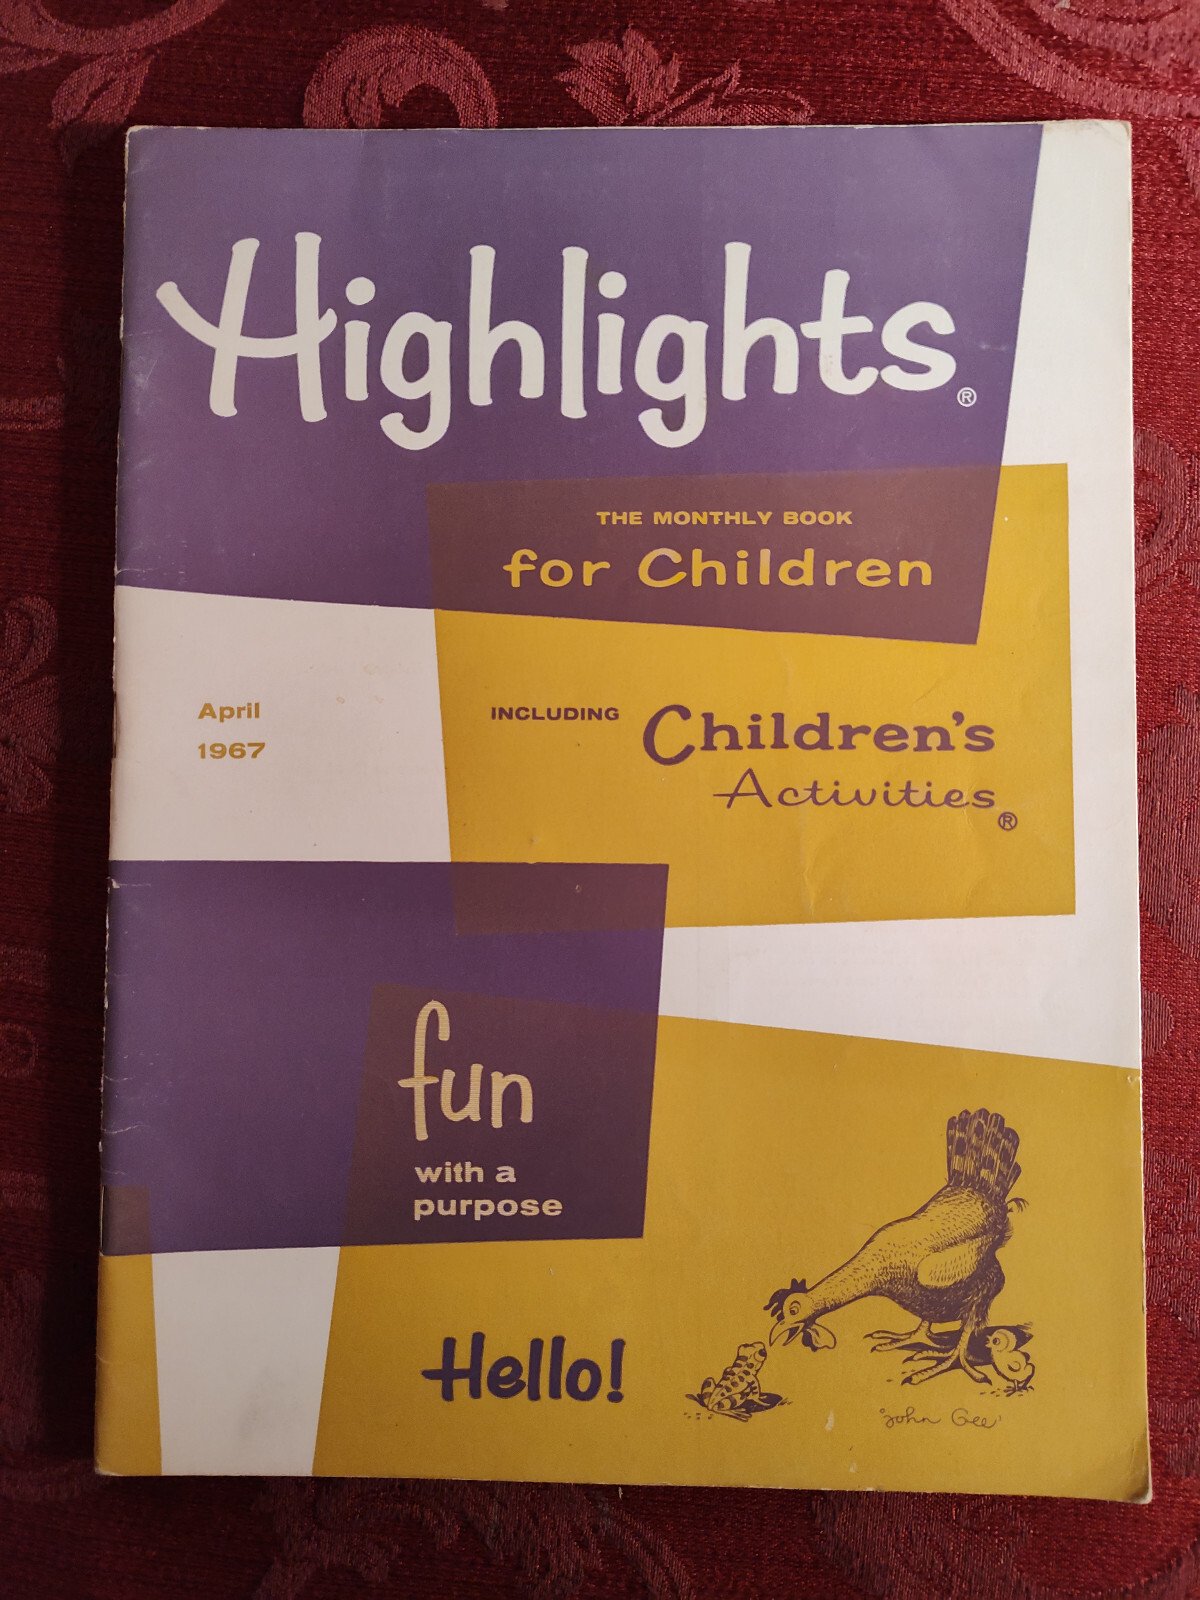 Highlights®
THE MONTHLY BOOK
for Children
April
1967
INCLUDING Children's
Activities®
fun
with a
purpose
Hello!
'John Gee'